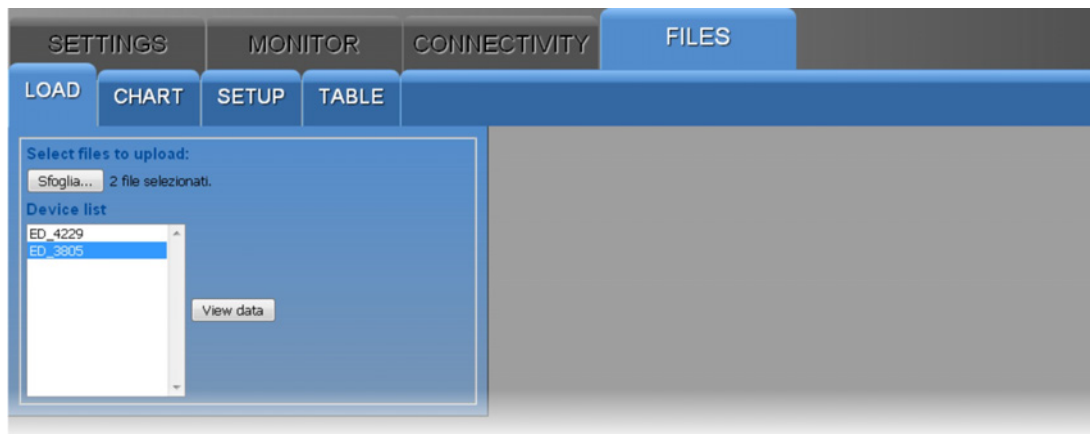 SETTINGS MONITOR CONNECTIVITY FILES
LOAD CHART SETUP TABLE
Select files to upload:
Sfoglia... 2 file selezionati.
Device list
ED_4229
ED_3805
View data